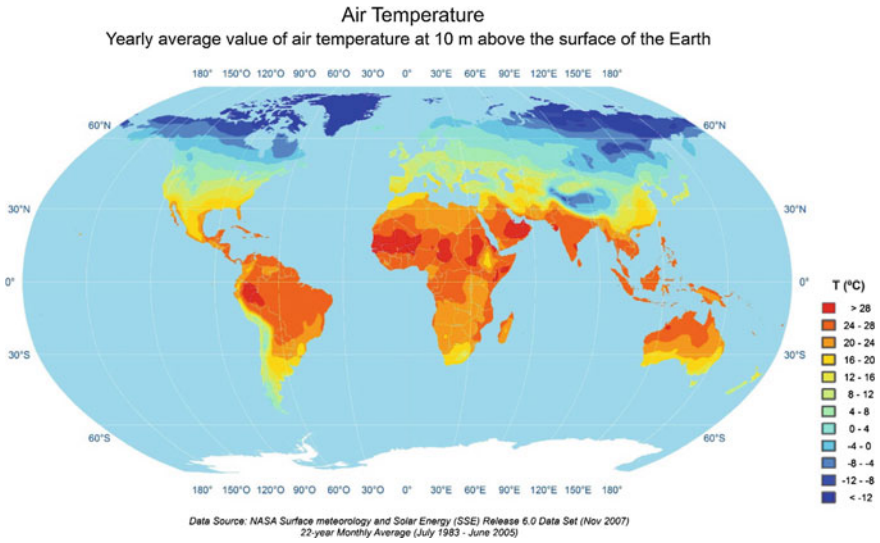 Air Temperature
Yearly average value of air temperature at 10 m above the surface of the Earth
180° 150°O 120°O 90°O 60°O 30°O 0° 30°E 60°E 90°E 120°E 150°E 180°
60°N 60°N
30°N 30°N
0° 0°
30°S 30°S
60°S 60°S
180° 150°O 120°O 90°O 60°O 30°O 0° 30°E 60°E 90°E 120°E 150°E 180°
T (ºC)
> 28
24 - 28
20 - 24
16 - 20
12 - 16
8 - 12
4 - 8
0 - 4
-4 - 0
-8 - -4
-12 - -8
< -12
Data Source: NASA Surface meteorology and Solar Energy (SSE) Release 6.0 Data Set (Nov 2007)
22-year Monthly Average (July 1983 - June 2005)